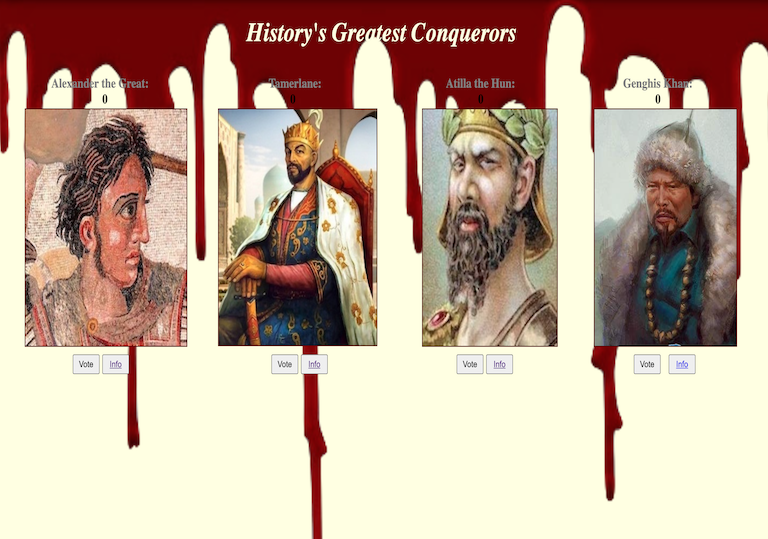 History's Greatest Conquerors
Alexander the Great:
0
Tamerlane:
0
Atilla the Hun:
0
Genghis Khan:
0
Vote Info
Vote Info
Vote Info
Vote Info